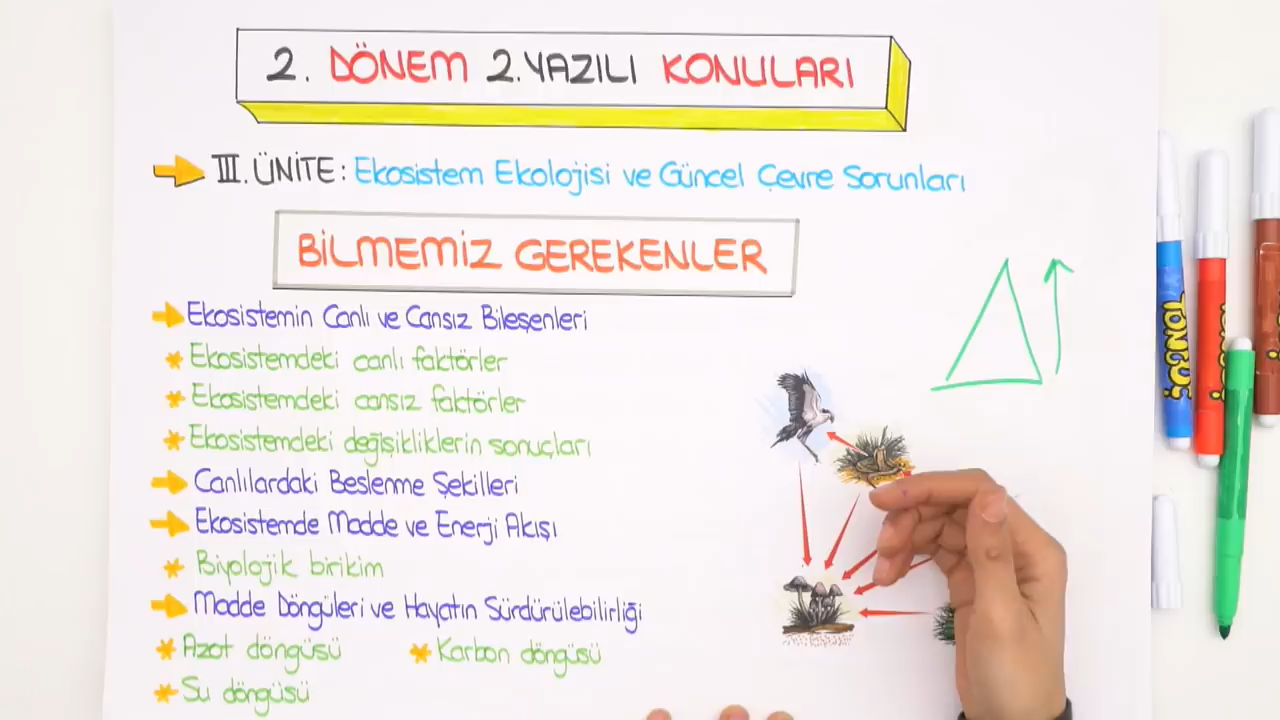 2. DÖNEM 2.YAZILI KONULARI
III. ÜNİTE: Ekosistem Ekolojisi ve Güncel Çevre Sorunları
BİLMEMİZ GEREKENLER
Ekosistemin Canlı ve Cansız Bileşenleri
Ekosistemdeki canlı faktörler
Ekosistemdeki cansız faktörler
Ekosistemdeki değişikliklerin sonuçları
Canlılardaki Beslenme Şekilleri
Ekosistemde Madde ve Enerji Akışı
Biyolojik birikim
Madde Döngüleri ve Hayatın Sürdürülebilirliği
Azot döngüsü * Karbon döngüsü
Su döngüsü